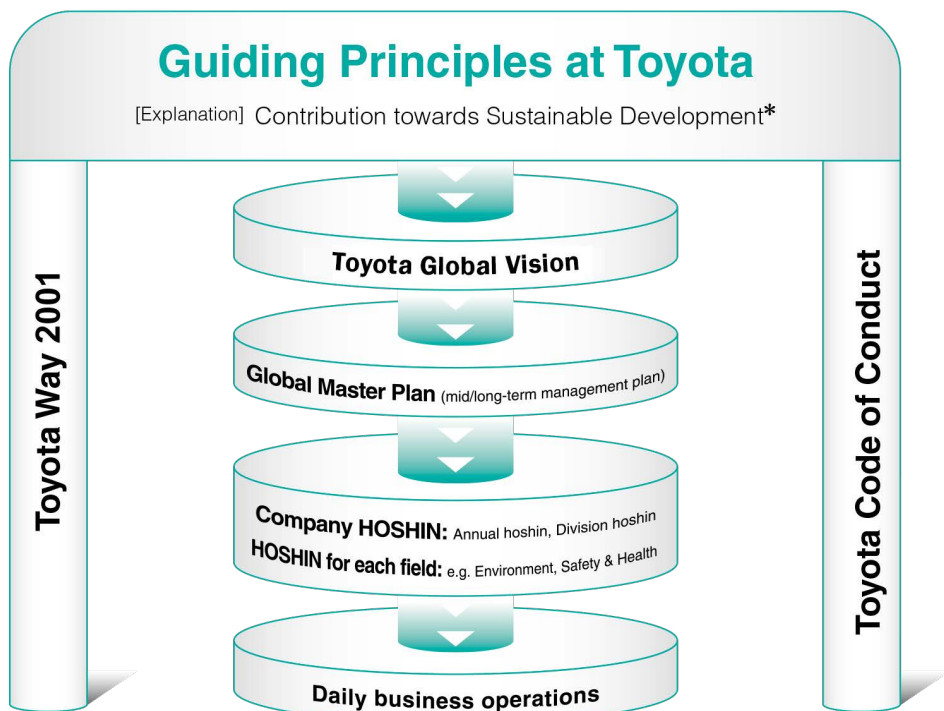 Guiding Principles at Toyota
[Explanation] Contribution towards Sustainable Development*
Toyota Way 2001
Toyota Global Vision
Global Master Plan (mid/long-term management plan)
Company HOSHIN: Annual hoshin, Division hoshin
HOSHIN for each field: e.g. Environment, Safety & Health
Daily business operations
Toyota Code of Conduct